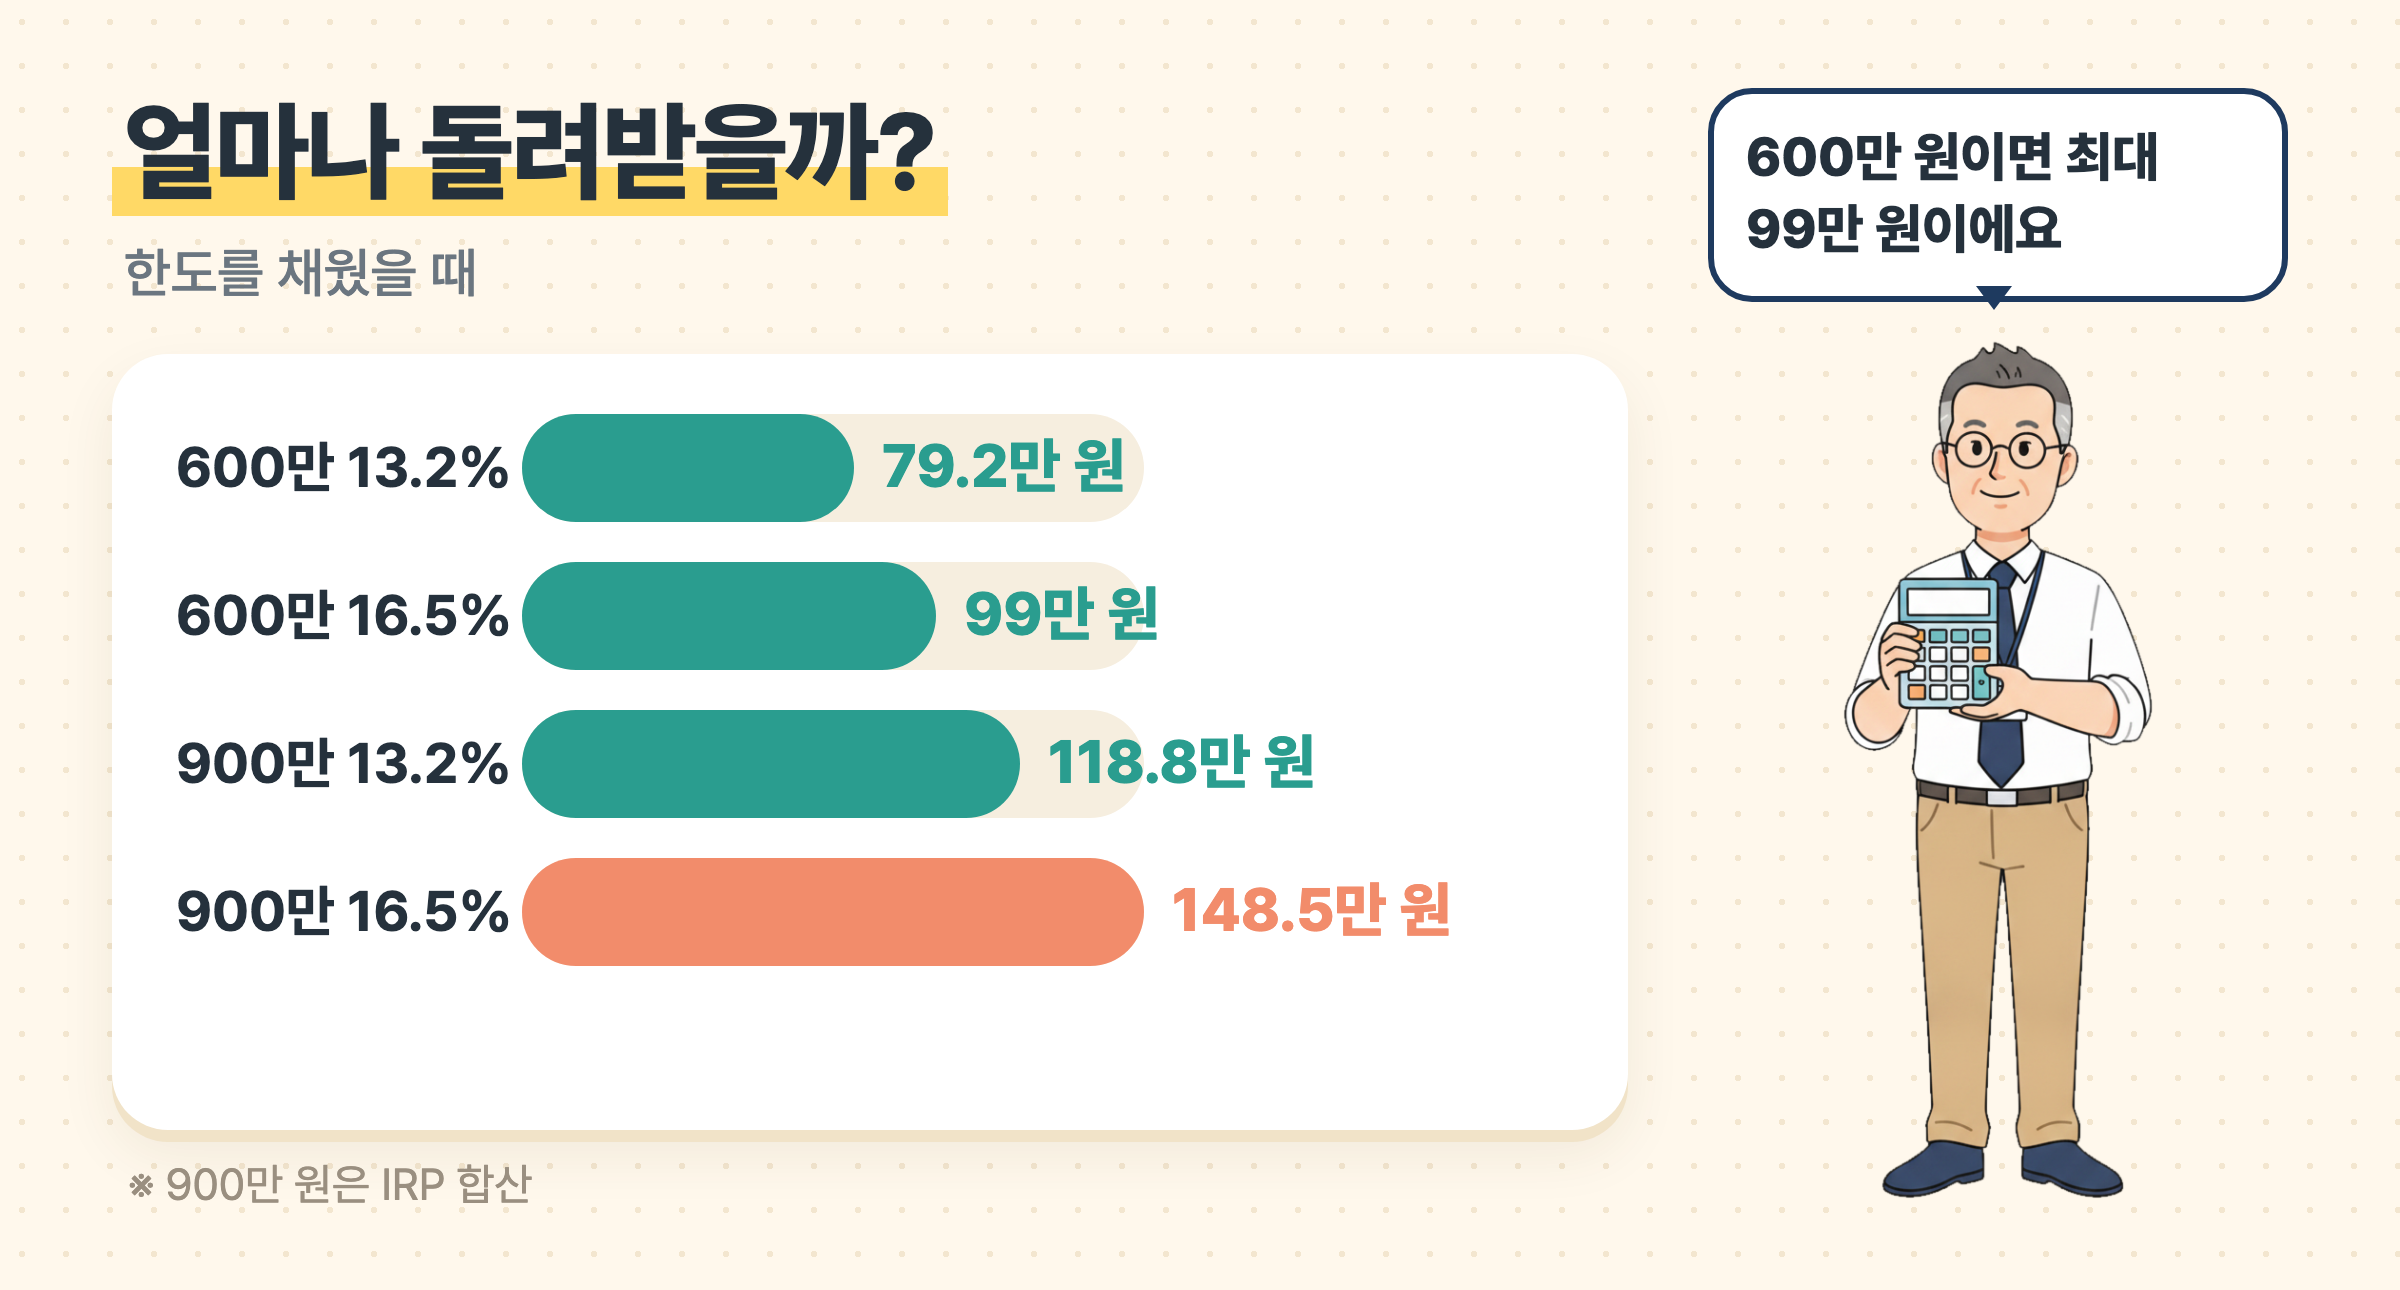 얼마나 돌려받을까?
한도를 채웠을 때
600만 13.2% 79.2만 원
600만 16.5% 99만 원
900만 13.2% 118.8만 원
900만 16.5% 148.5만 원
※ 900만 원은 IRP 합산
600만 원이면 최대
99만 원이에요